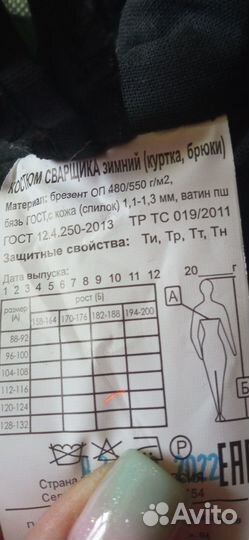 КОСТЮМ СВАРЩИКА зимний (куртка, брюки)
Материал: брезент ОП 480/550 г/м2,
бязь ГОСТ,с кожа (спилок) 1,1-1,3 мм, ватин пш
ГОСТ 12.4.250-2013 ТР ТС 019/2011
Защитные свойства: Ти, Тр, Тт, Тн
Дата выпуска:
1 2 3 4 5 6 7 8 9 10 11 12 20 г
размер (А) рост (Б)
158-164 170-176 182-188 194-200
88-92
96-100
104-108
112-116
120-124
128-132
А
Б
P
2022 ЕАС
Страна
Avito